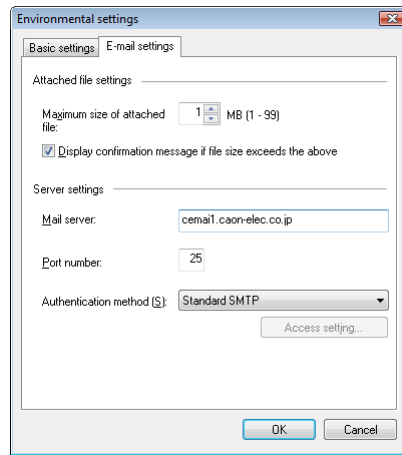 Environmental settings
Basic settings
E-mail settings
Attached file settings
Maximum size of attached file:
1
MB (1 - 99)
Display confirmation message if file size exceeds the above
Server settings
Mail server:
cemai1.caon-elec.co.jp
Port number:
25
Authentication method (S):
Standard SMTP
Access setting...
OK
Cancel